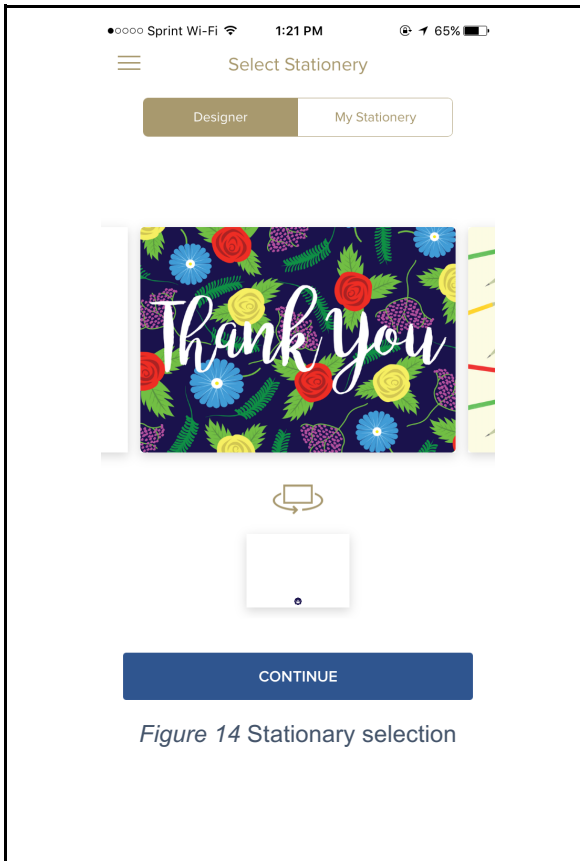 Sprint Wi-Fi 1:21 PM 65%
Select Stationery
Designer My Stationery
Thank You
CONTINUE
Figure 14 Stationary selection